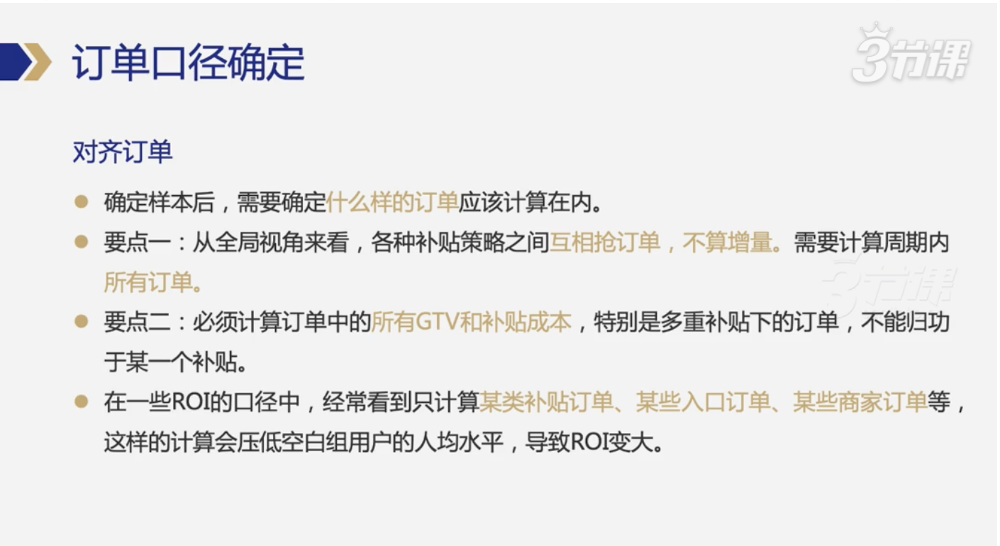 订单口径确定
3节课
对齐订单
确定样本后，需要确定什么样的订单应该计算在内。
要点一：从全局视角来看，各种补贴策略之间互相抢订单，不算增量。需要计算周期内
所有订单。
3节课
要点二：必须计算订单中的所有GTV和补贴成本，特别是多重补贴下的订单，不能归功
于某一个补贴。
在一些ROI的口径中，经常看到只计算某类补贴订单、某些入口订单、某些商家订单等，
这样的计算会压低空白组用户的人均水平，导致ROI变大。